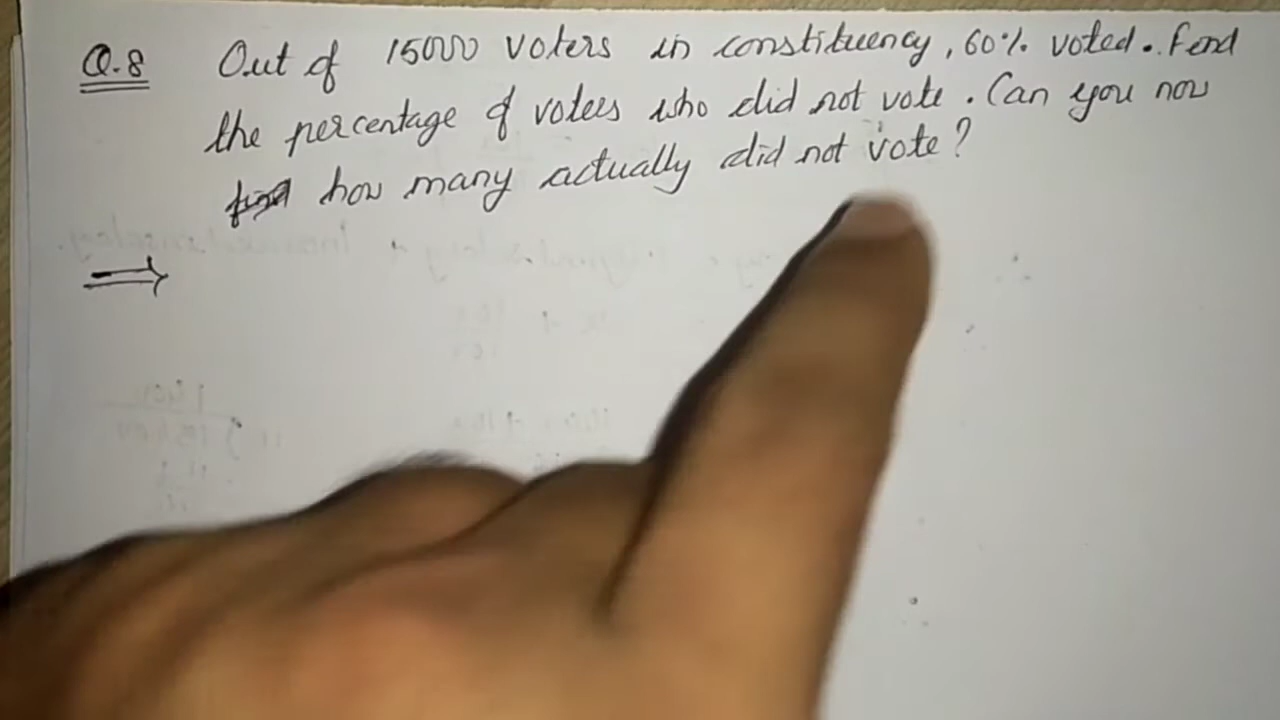 Q.8 Out of 15000 voters in constituency, 60% voted. Find
the percentage of voters who did not vote. Can you now
find how many actually did not vote?
⇒